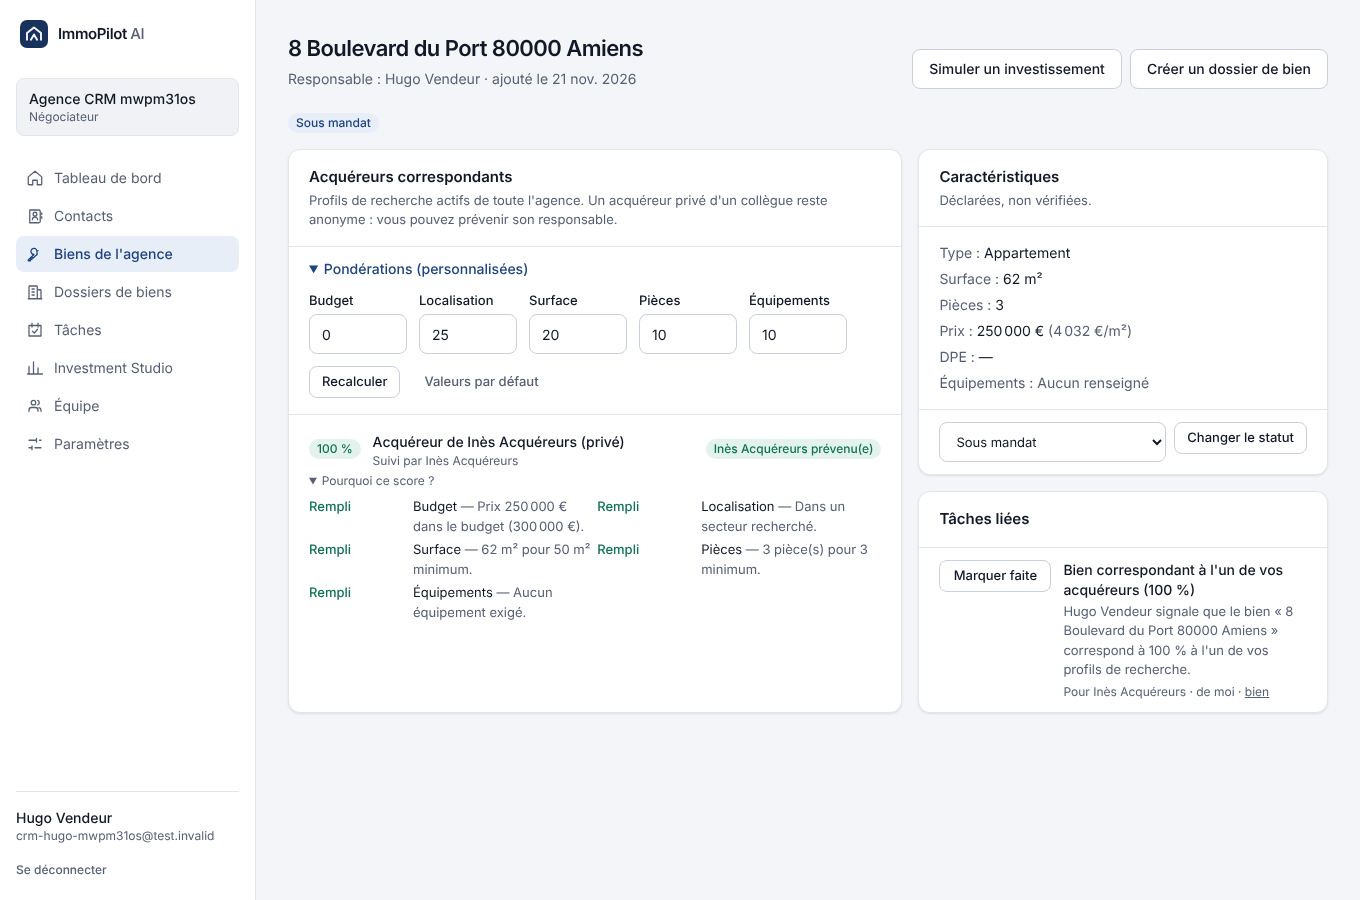 ImmoPilot AI
Agence CRM mwpm31os
Négociateur
Tableau de bord
Contacts
Biens de l'agence
Dossiers de biens
Tâches
Investment Studio
Équipe
Paramètres
Hugo Vendeur
crm-hugo-mwpm31os@test.invalid
Se déconnecter
8 Boulevard du Port 80000 Amiens
Responsable : Hugo Vendeur · ajouté le 21 nov. 2026
Simuler un investissement
Créer un dossier de bien
Sous mandat
Acquéreurs correspondants
Profils de recherche actifs de toute l'agence. Un acquéreur privé d'un collègue reste
anonyme : vous pouvez prévenir son responsable.
▼ Pondérations (personnalisées)
Budget Localisation Surface Pièces Équipements
0 25 20 10 10
Recalculer Valeurs par défaut
100 % Acquéreur de Inès Acquéreurs (privé) Inès Acquéreurs prévenu(e)
Suivi par Inès Acquéreurs
▼ Pourquoi ce score ?
Rempli Budget — Prix 250 000 €
dans le budget (300 000 €).
Rempli Localisation — Dans un
secteur recherché.
Rempli Surface — 62 m² pour 50 m²
minimum.
Rempli Pièces — 3 pièce(s) pour 3
minimum.
Rempli Équipements — Aucun
équipement exigé.
Caractéristiques
Déclarées, non vérifiées.
Type : Appartement
Surface : 62 m²
Pièces : 3
Prix : 250 000 € (4 032 €/m²)
DPE : —
Équipements : Aucun renseigné
Sous mandat Changer le statut
Tâches liées
Marquer faite
Bien correspondant à l'un de vos
acquéreurs (100 %)
Hugo Vendeur signale que le bien « 8
Boulevard du Port 80000 Amiens »
correspond à 100 % à l'un de vos
profils de recherche.
Pour Inès Acquéreurs · de moi · bien